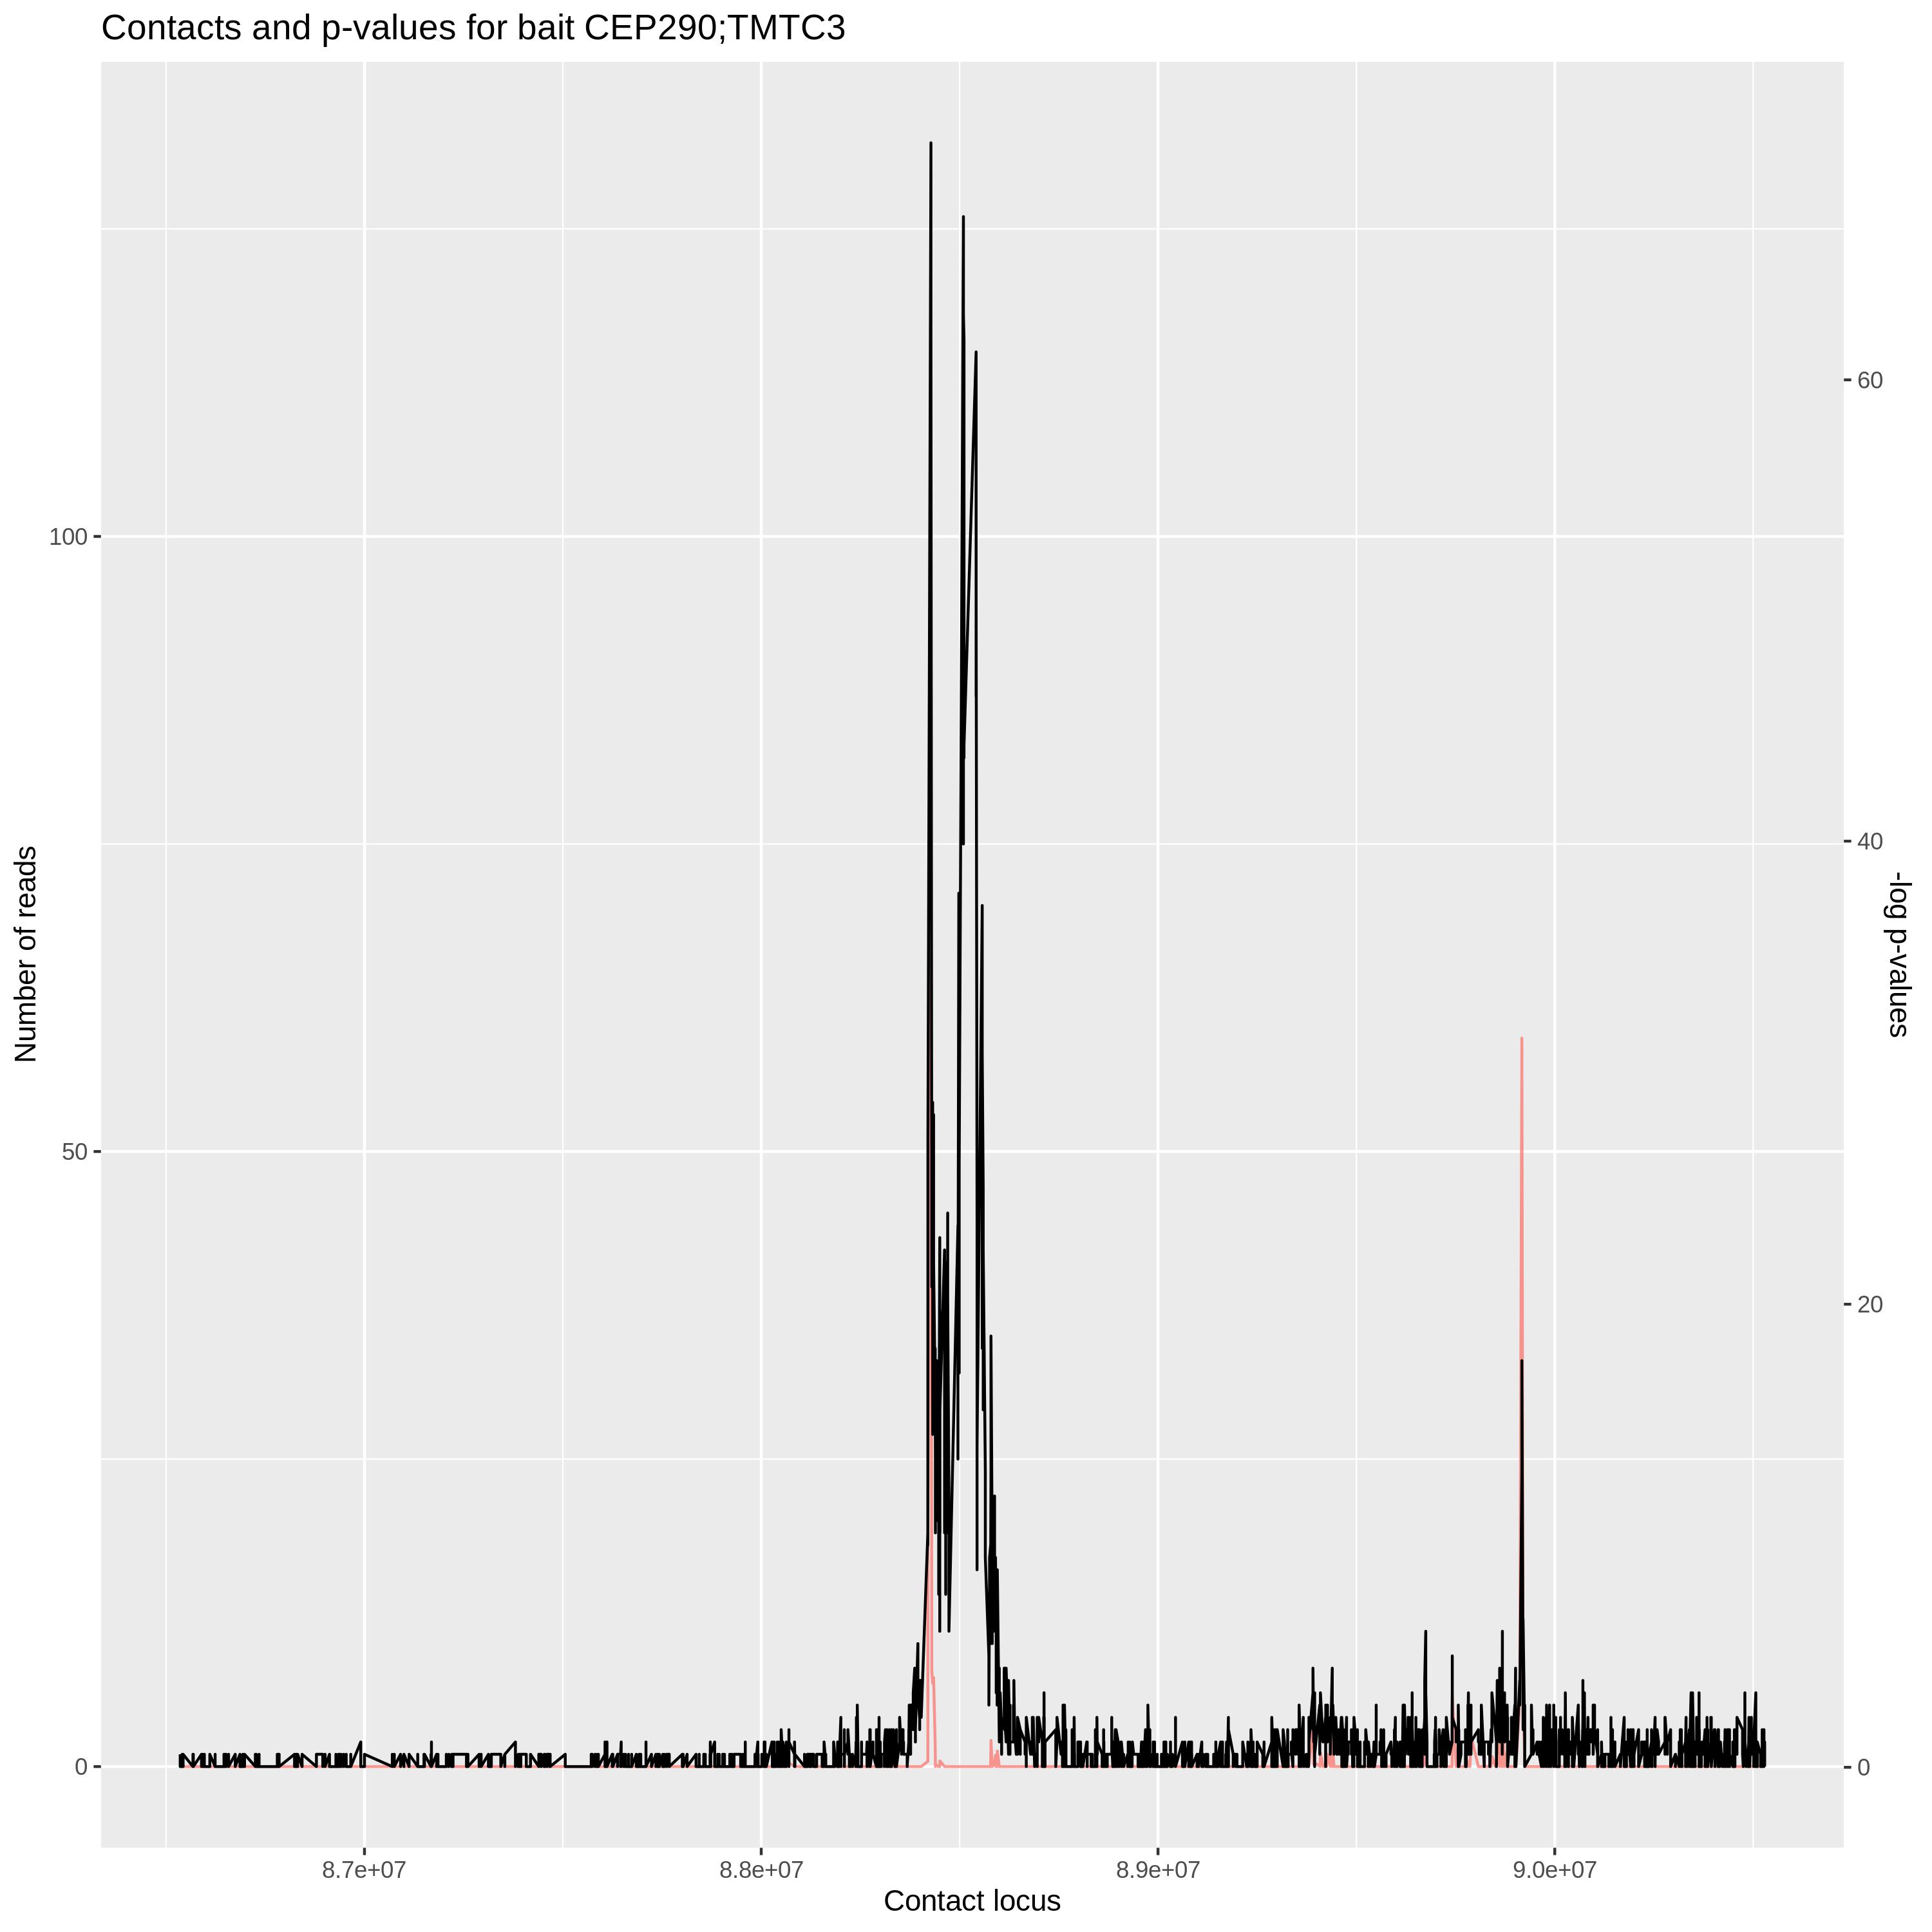 Contacts and p-values for bait CEP290;TMTC3
Number of reads
100
50
0
60
40
20
0
-log p-values
8.7e+07
8.8e+07
8.9e+07
9.0e+07
Contact locus